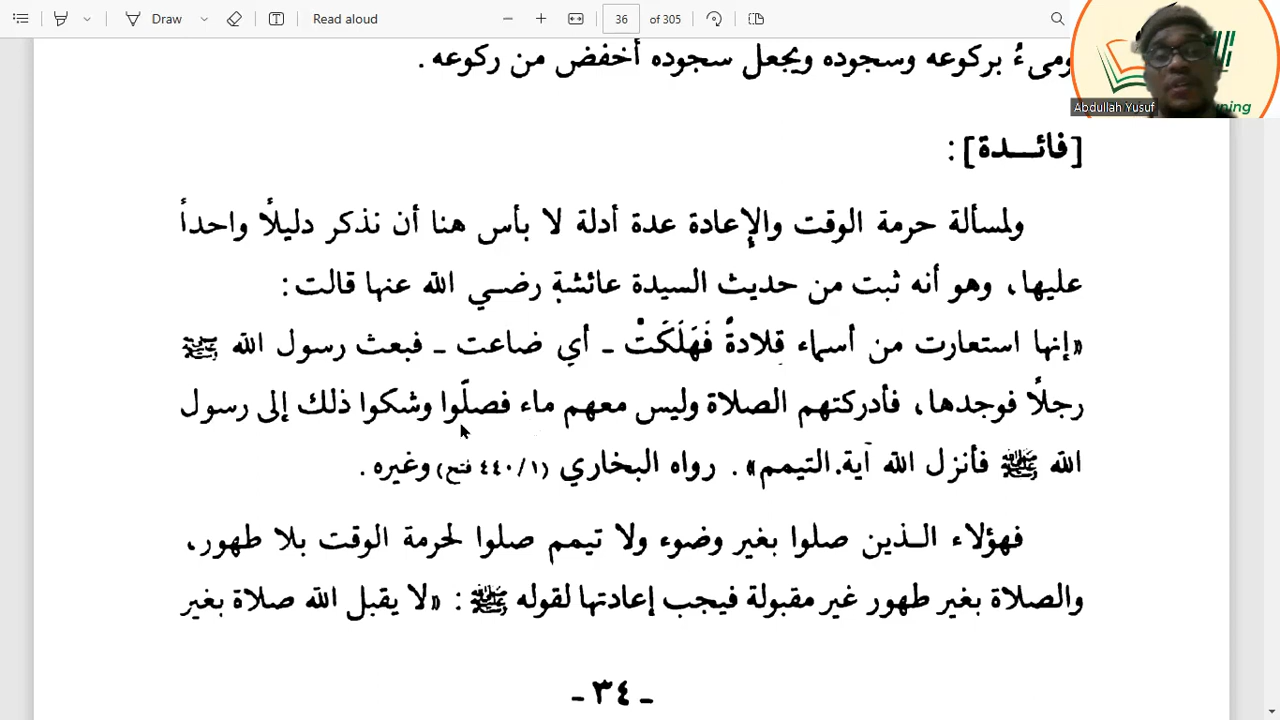 Draw
Read aloud
36
of 305
Abdullah Yusuf
ning
ومىءُ بركوعه وسجوده ويجعل سجوده أخفض من ركوعه .
[فائــدة] :
ولمسألة حرمة الوقت والإعادة عدة أدلة لا بأس هنا أن نذكر دليلاً واحداً
عليها، وهو أنه ثبت من حديث السيدة عائشة رضي الله عنها قالت :
«إنها استعارت من أسماء قِلادةً فَهَلَكَتْ ـ أي ضاعت ـ فبعث رسول الله ﷺ
رجلاً فوجدها، فأدركتهم الصلاة وليس معهم ماء فصلّوا وشكوا ذلك إلى رسول
الله ﷺ فأنزل الله آية التيمم» . رواه البخاري (٤٤٠/١ فتح) وغيره .
فهؤلاء الـذين صلوا بغير وضوء ولا تيمم صلوا لحرمة الوقت بلا طهور،
والصلاة بغير طهور غير مقبولة فيجب إعادتها لقوله ﷺ : «لا يقبل الله صلاة بغير
ـ ٣٤ ـ